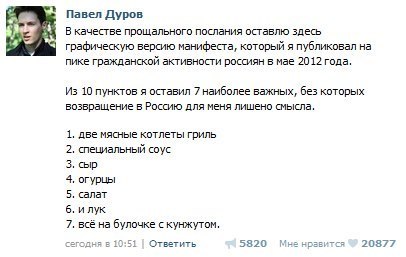 Павел Дуров
В качестве прощального послания оставлю здесь
графическую версию манифеста, который я публиковал на
пике гражданской активности россиян в мае 2012 года.
Из 10 пунктов я оставил 7 наиболее важных, без которых
возвращение в Россию для меня лишено смысла.
1. две мясные котлеты гриль
2. специальный соус
3. сыр
4. огурцы
5. салат
6. и лук
7. всё на булочке с кунжутом.
сегодня в 10:51 | Ответить 5820 Мне нравится 20877